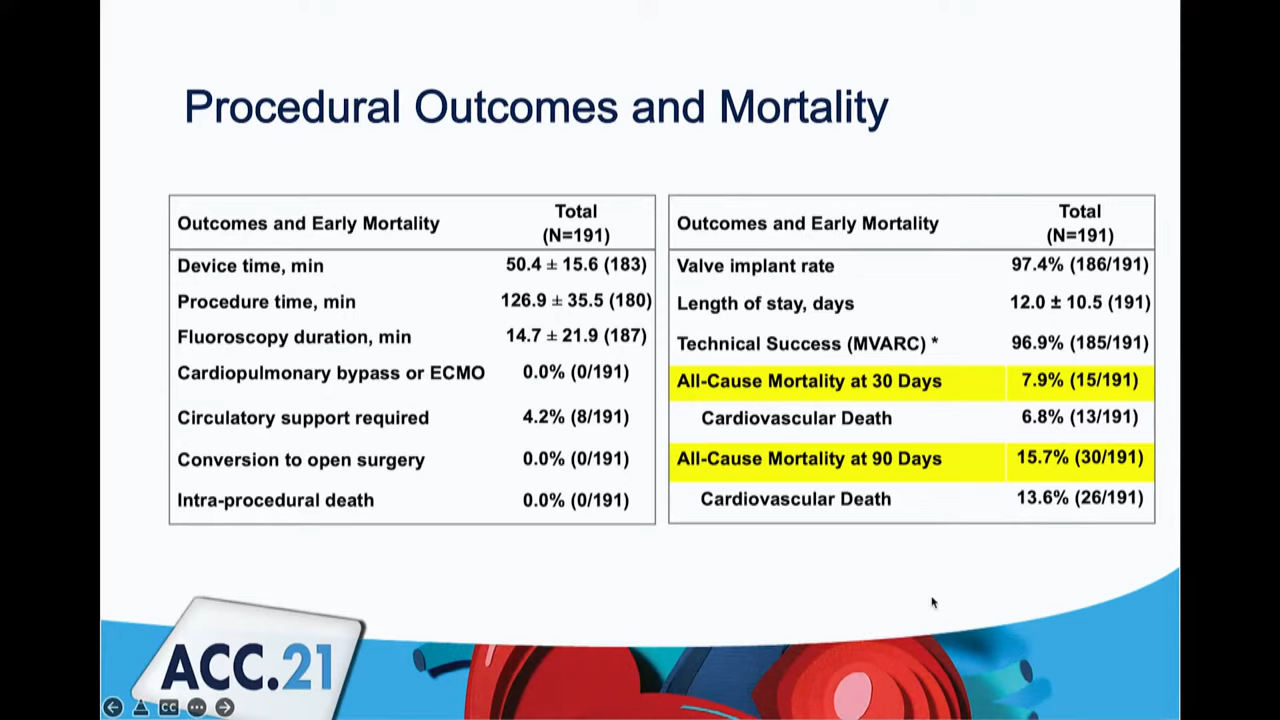 Procedural Outcomes and Mortality
Outcomes and Early Mortality Total (N=191)
Device time, min 50.4 ± 15.6 (183)
Procedure time, min 126.9 ± 35.5 (180)
Fluoroscopy duration, min 14.7 ± 21.9 (187)
Cardiopulmonary bypass or ECMO 0.0% (0/191)
Circulatory support required 4.2% (8/191)
Conversion to open surgery 0.0% (0/191)
Intra-procedural death 0.0% (0/191)
Outcomes and Early Mortality Total (N=191)
Valve implant rate 97.4% (186/191)
Length of stay, days 12.0 ± 10.5 (191)
Technical Success (MVARC) * 96.9% (185/191)
All-Cause Mortality at 30 Days 7.9% (15/191)
Cardiovascular Death 6.8% (13/191)
All-Cause Mortality at 90 Days 15.7% (30/191)
Cardiovascular Death 13.6% (26/191)
ACC.21
CC